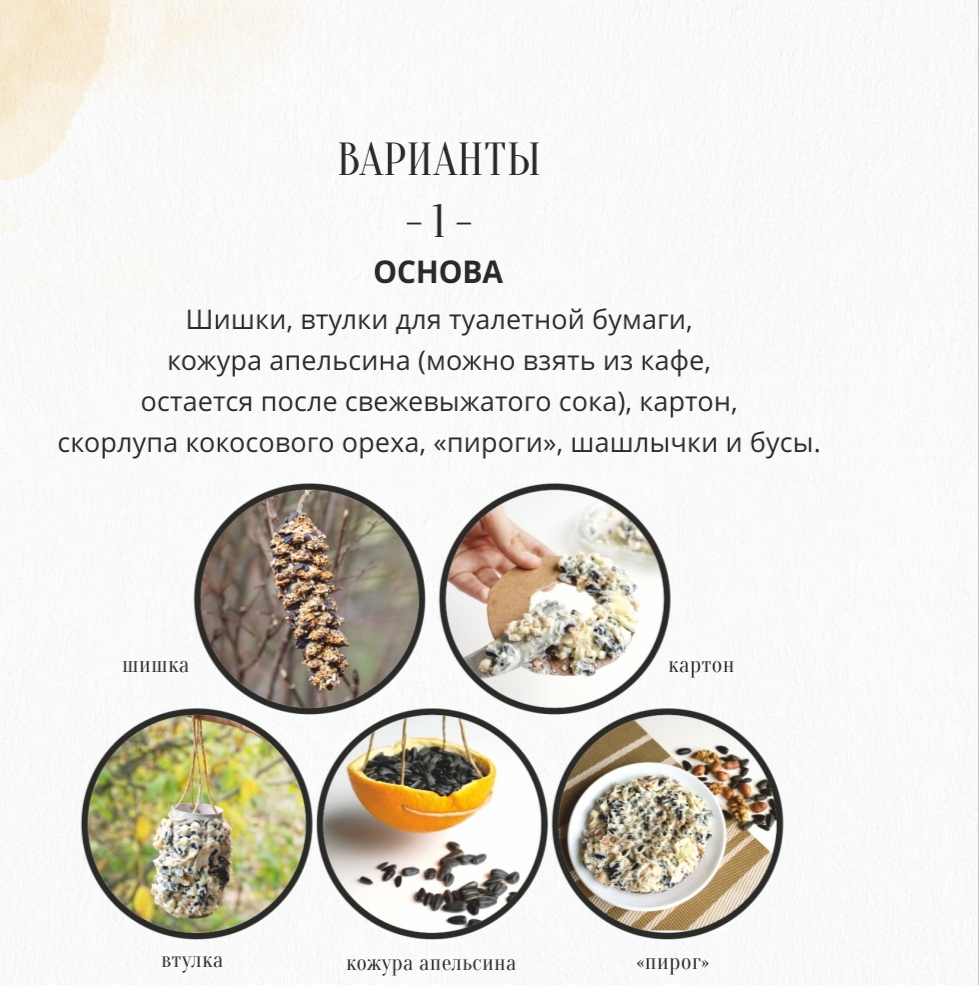 ВАРИАНТЫ
– 1 –
ОСНОВА
Шишки, втулки для туалетной бумаги,
кожура апельсина (можно взять из кафе,
остается после свежевыжатого сока), картон,
скорлупа кокосового ореха, «пироги», шашлычки и бусы.
шишка
картон
втулка
кожура апельсина
«пирог»